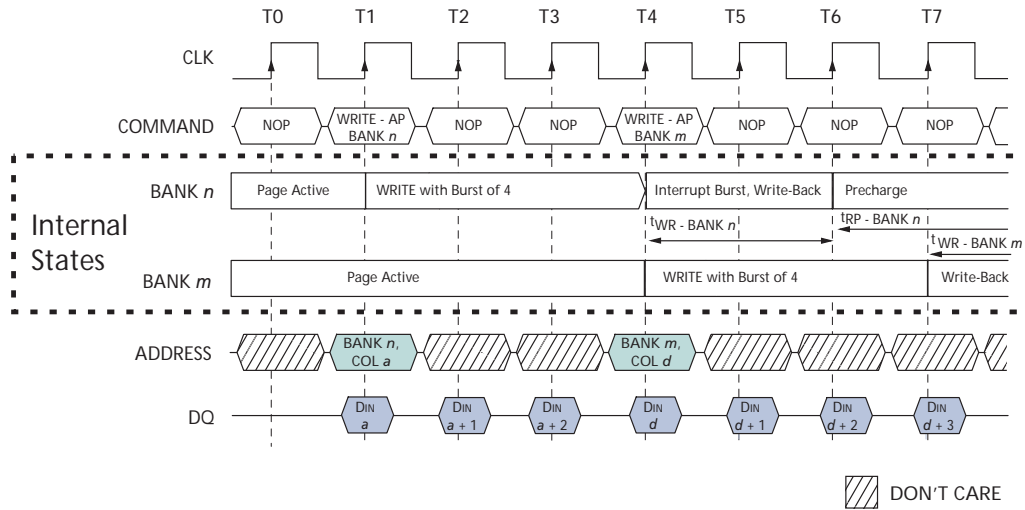 T0 T1 T2 T3 T4 T5 T6 T7
CLK
COMMAND NOP WRITE - AP BANK n NOP NOP WRITE - AP BANK m NOP NOP NOP
Internal States
BANK n Page Active WRITE with Burst of 4 Interrupt Burst, Write-Back Precharge
tWR - BANK n tRP - BANK n
tWR - BANK m
BANK m Page Active WRITE with Burst of 4 Write-Back
ADDRESS BANK n, COL a BANK m, COL d
DQ DIN a DIN a + 1 DIN a + 2 DIN d DIN d + 1 DIN d + 2 DIN d + 3
DON'T CARE